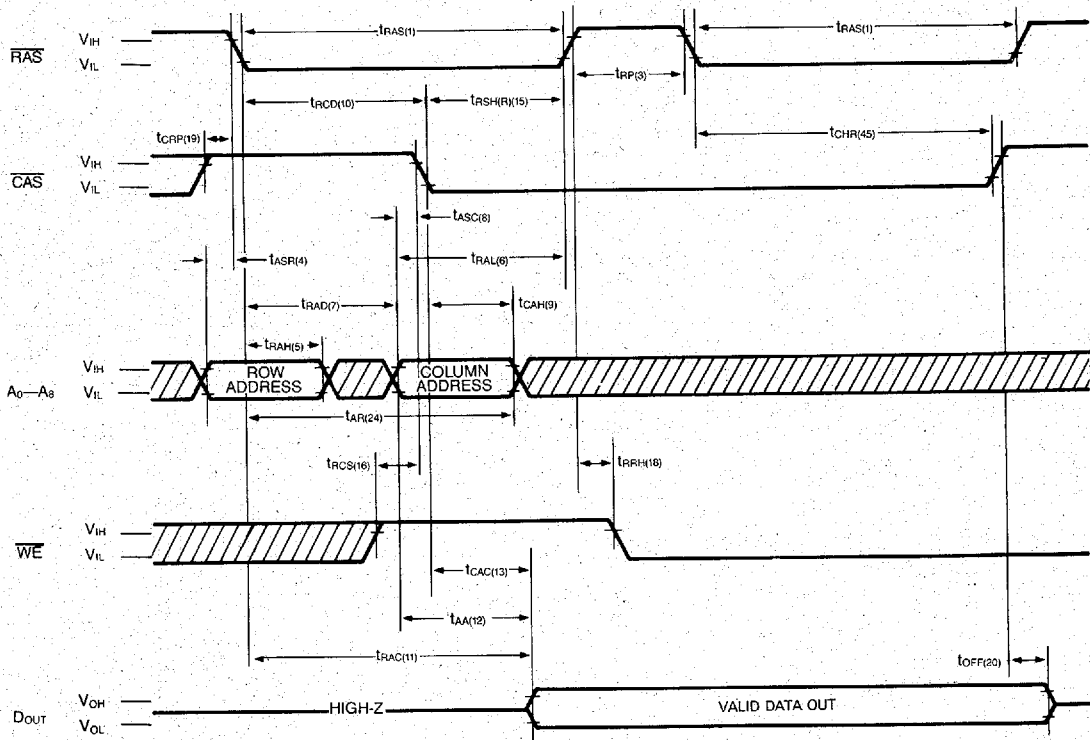 tRAS(1) tRAS(1)
VIH
RAS
VIL
tRP(3)
tRCD(10) tRSH(R)(15)
tCRP(19) tCHR(45)
VIH
CAS
VIL
tASC(8)
tASR(4) tRAL(6)
tRAD(7) tCAH(9)
tRAH(5)
VIH ROW ADDRESS COLUMN ADDRESS
A0—A8 VIL
tAR(24)
tRCS(16) tRRH(18)
VIH
WE
VIL
tCAC(13)
tAA(12)
tRAC(11) tOFF(20)
VOH
DOUT HIGH-Z VALID DATA OUT
VOL